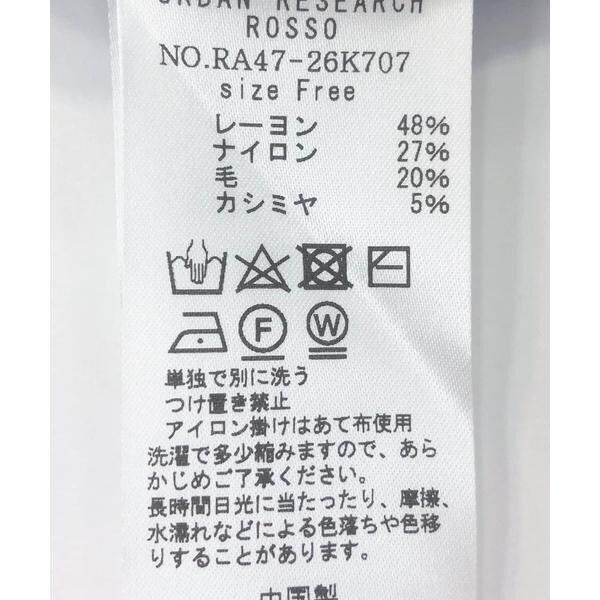 URBAN RESEARCH
ROSSO
NO.RA47-26K707
size Free
レーヨン 48%
ナイロン 27%
毛 20%
カシミヤ 5%
F W
単独で別に洗う
つけ置き禁止
アイロン掛けはあて布使用
洗濯で多少縮みますので、あら
かじめご了承ください。
長時間日光に当たったり、摩擦、
水濡れなどによる色落ちや色移
りすることがあります。
中国製